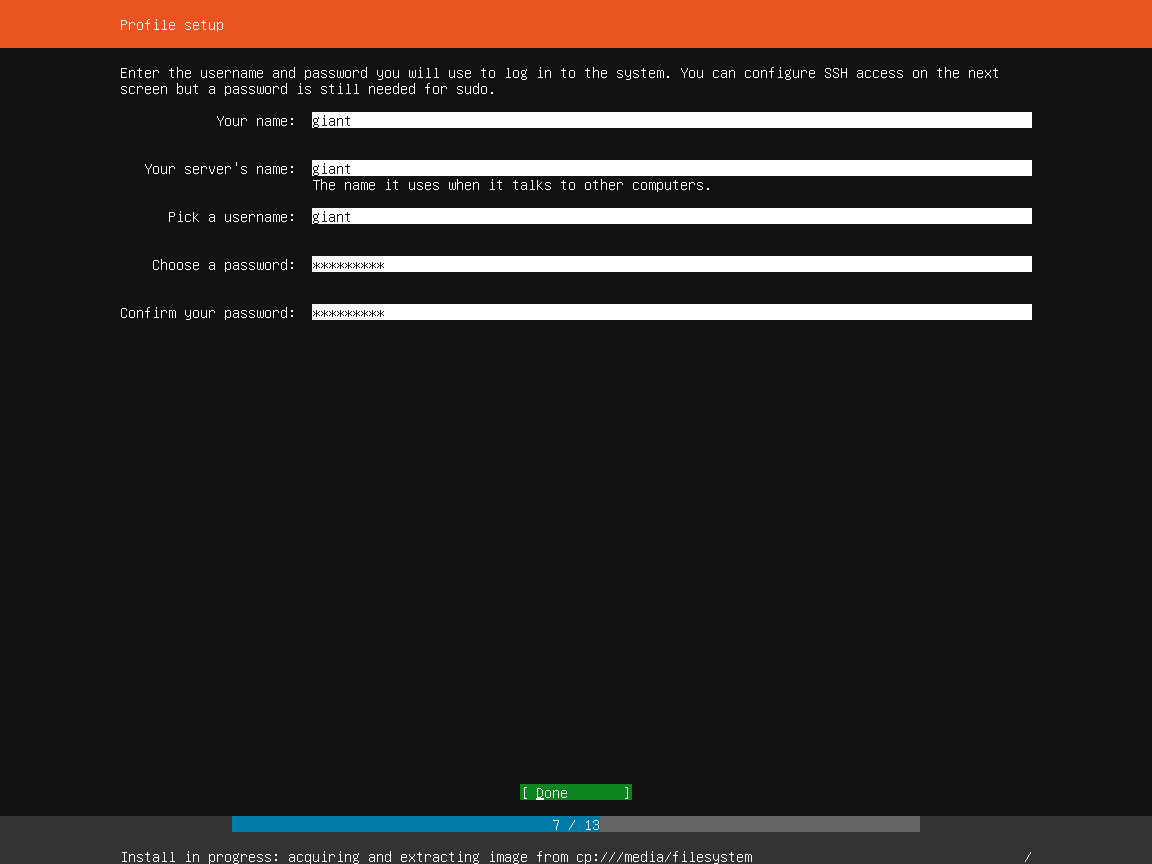 Profile setup
Enter the username and password you will use to log in to the system. You can configure SSH access on the next
screen but a password is still needed for sudo.
Your name: giant
Your server's name: giant
The name it uses when it talks to other computers.
Pick a username: giant
Choose a password: *********
Confirm your password: *********
[ Done ]
7 / 13
Install in progress: acquiring and extracting image from cp:///media/filesystem /